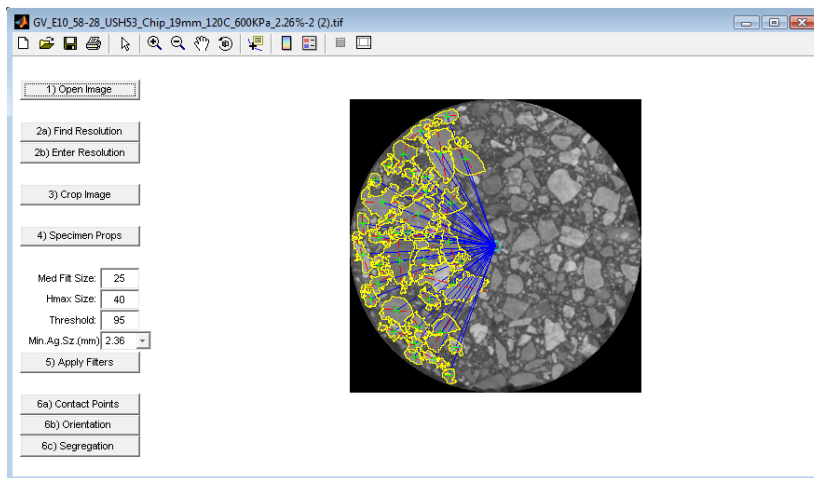 GV_E10_58-28_USH53_Chip_19mm_120C_600KPa_2.26%-2 (2).tif
1) Open Image
2a) Find Resolution
2b) Enter Resolution
3) Crop Image
4) Specimen Props
Med Filt Size: 25
Hmax Size: 40
Threshold: 95
Min.Ag.Sz.(mm) 2.36
5) Apply Filters
6a) Contact Points
6b) Orientation
6c) Segregation